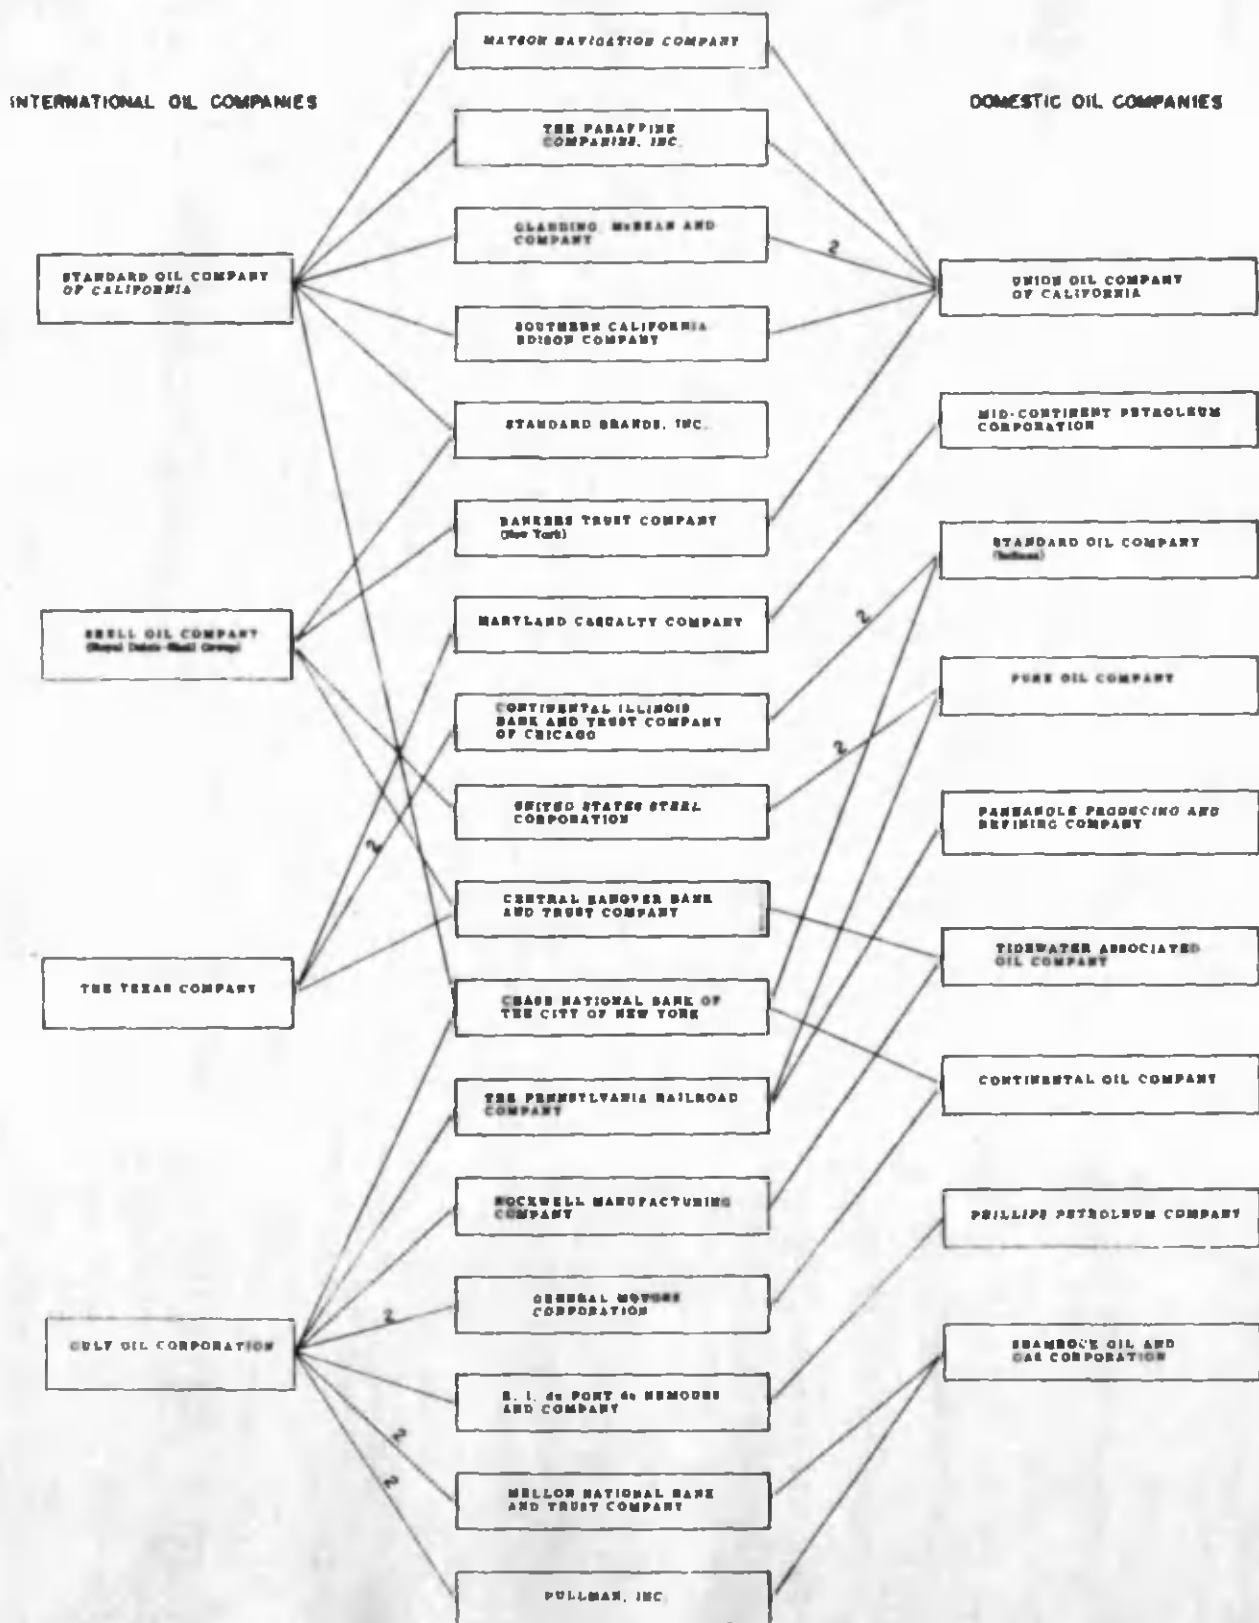 MATSON NAVIGATION COMPANY
INTERNATIONAL OIL COMPANIES
DOMESTIC OIL COMPANIES
THE PARAFFINE
COMPANIES, INC.
GLADDING, McBEAN AND
COMPANY
2
STANDARD OIL COMPANY
OF CALIFORNIA
UNION OIL COMPANY
OF CALIFORNIA
SOUTHERN CALIFORNIA
EDISON COMPANY
STANDARD BRANDS, INC.
MID-CONTINENT PETROLEUM
CORPORATION
BANKERS TRUST COMPANY
(New York)
STANDARD OIL COMPANY
(Indiana)
SHELL OIL COMPANY
(Royal Dutch-Shell Group)
MARYLAND CASUALTY COMPANY
2
PURE OIL COMPANY
CONTINENTAL ILLINOIS
BANK AND TRUST COMPANY
OF CHICAGO
2
UNITED STATES STEEL
CORPORATION
PANHANDLE PRODUCING AND
REFINING COMPANY
2
CENTRAL HANOVER BANK
AND TRUST COMPANY
TIDEWATER ASSOCIATED
OIL COMPANY
THE TEXAS COMPANY
CHASE NATIONAL BANK OF
THE CITY OF NEW YORK
CONTINENTAL OIL COMPANY
THE PENNSYLVANIA RAILROAD
COMPANY
ROCKWELL MANUFACTURING
COMPANY
PHILLIPS PETROLEUM COMPANY
GENERAL MOTORS
CORPORATION
2
GULF OIL CORPORATION
SHAMROCK OIL AND
GAS CORPORATION
E. I. du PONT de NEMOURS
AND COMPANY
2
2
MELLON NATIONAL BANK
AND TRUST COMPANY
PULLMAN, INC.